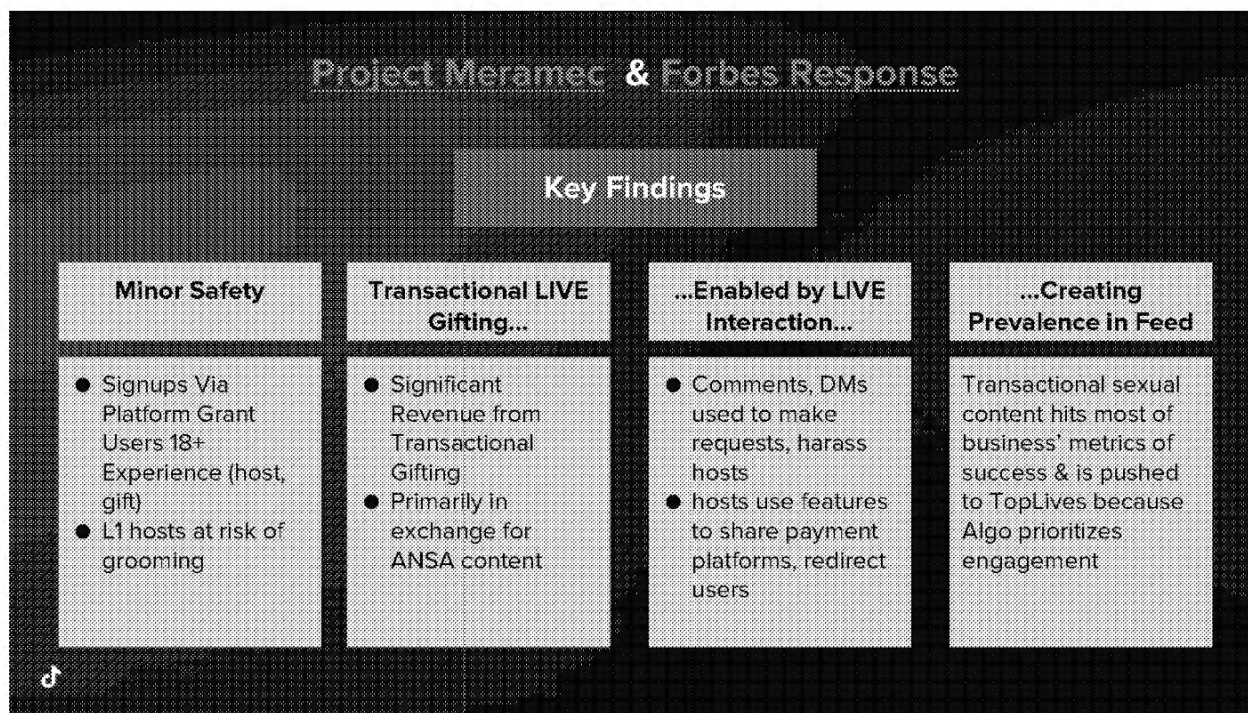 Project Meramec & Forbes Response
Key Findings
Minor Safety
● Signups Via
Platform Grant
Users 18+
Experience (host,
gift)
● L1 hosts at risk of
grooming
Transactional LIVE
Gifting...
● Significant
Revenue from
Transactional
Gifting
● Primarily in
exchange for
ANSA content
...Enabled by LIVE
Interaction...
● Comments, DMs
used to make
requests, harass
hosts
● hosts use features
to share payment
platforms, redirect
users
...Creating
Prevalence in Feed
Transactional sexual
content hits most of
business’ metrics of
success & is pushed
to TopLives because
Algo prioritizes
engagement